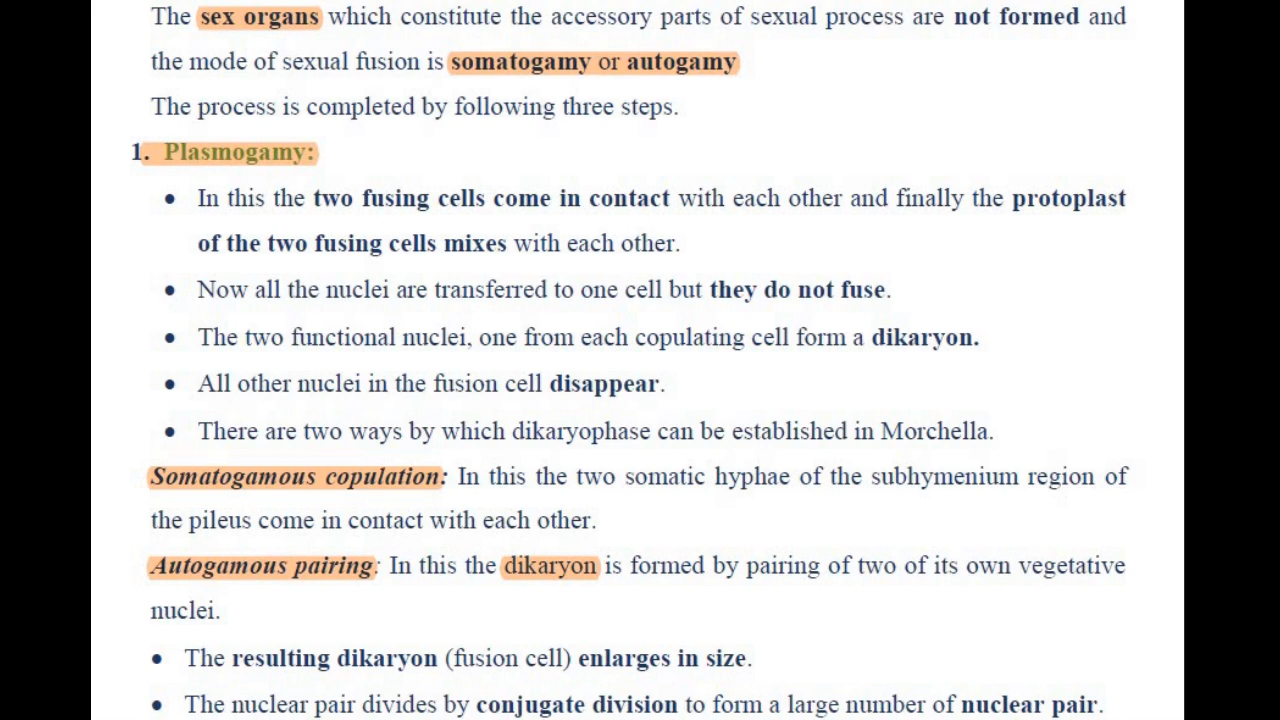 The sex organs which constitute the accessory parts of sexual process are not formed and
the mode of sexual fusion is somatogamy or autogamy
The process is completed by following three steps.
1. Plasmogamy:
• In this the two fusing cells come in contact with each other and finally the protoplast
of the two fusing cells mixes with each other.
• Now all the nuclei are transferred to one cell but they do not fuse.
• The two functional nuclei, one from each copulating cell form a dikaryon.
• All other nuclei in the fusion cell disappear.
• There are two ways by which dikaryophase can be established in Morchella.
Somatogamous copulation: In this the two somatic hyphae of the subhymenium region of
the pileus come in contact with each other.
Autogamous pairing: In this the dikaryon is formed by pairing of two of its own vegetative
nuclei.
• The resulting dikaryon (fusion cell) enlarges in size.
• The nuclear pair divides by conjugate division to form a large number of nuclear pair.